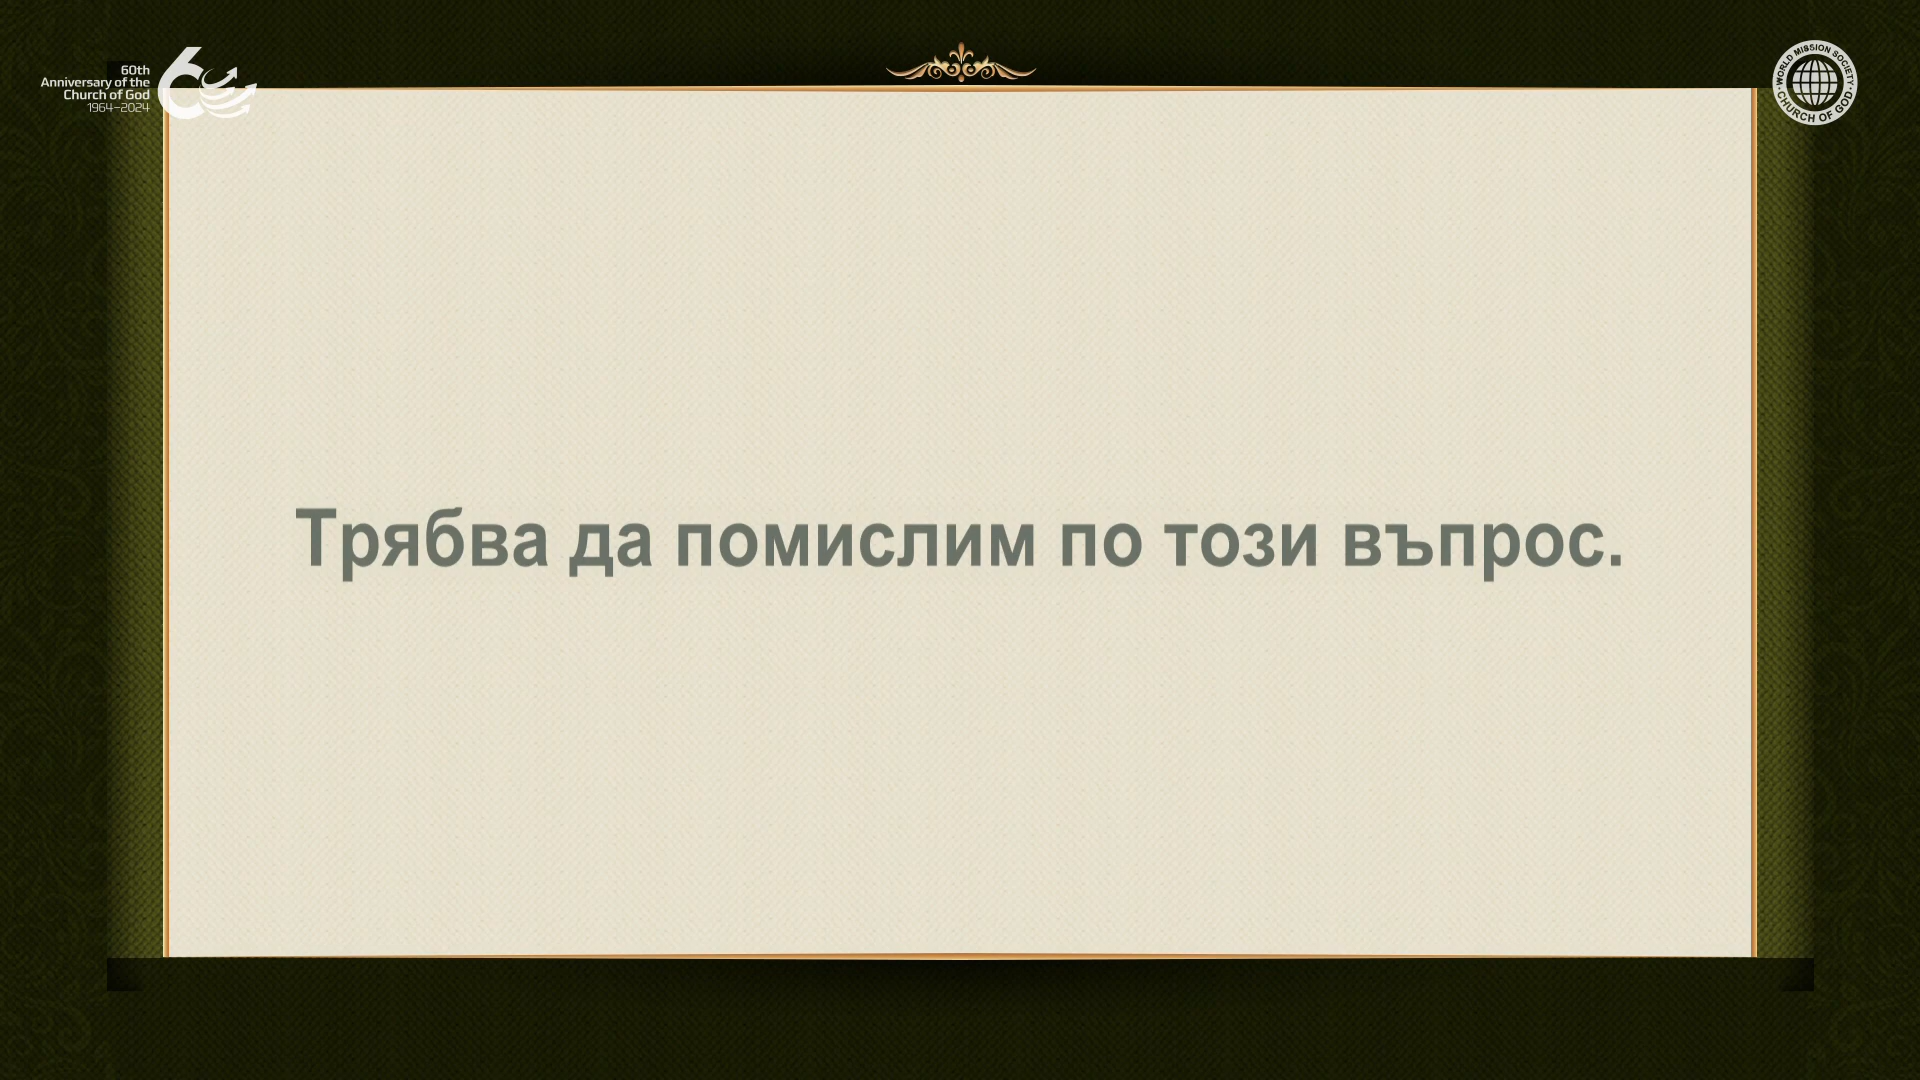 60th
Anniversary of the
Church of God
1964–2024
60
WORLD MISSION SOCIETY
CHURCH OF GOD
Трябва да помислим по този въпрос.